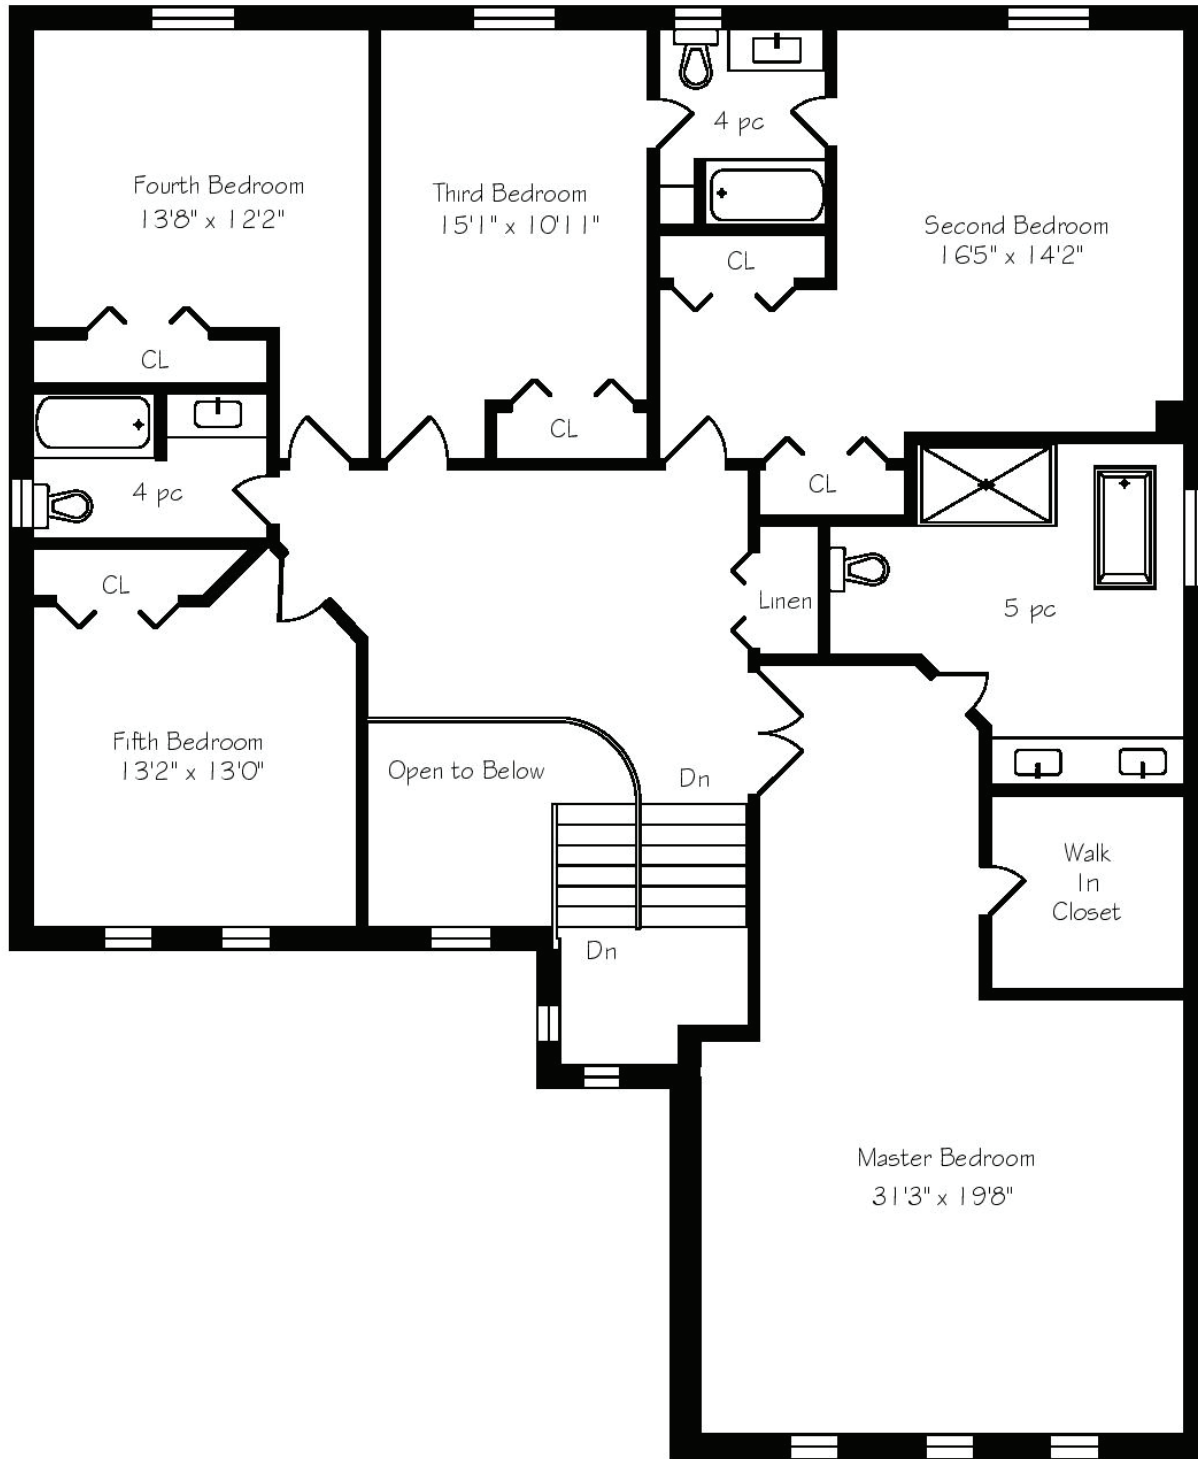 4 pc
Fourth Bedroom
13'8" x 12'2"
Third Bedroom
15'1" x 10'11"
Second Bedroom
16'5" x 14'2"
CL
CL
CL
CL
4 pc
CL
Linen
5 pc
Fifth Bedroom
13'2" x 13'0"
Open to Below
Dn
Walk
In
Closet
Dn
Master Bedroom
31'3" x 19'8"